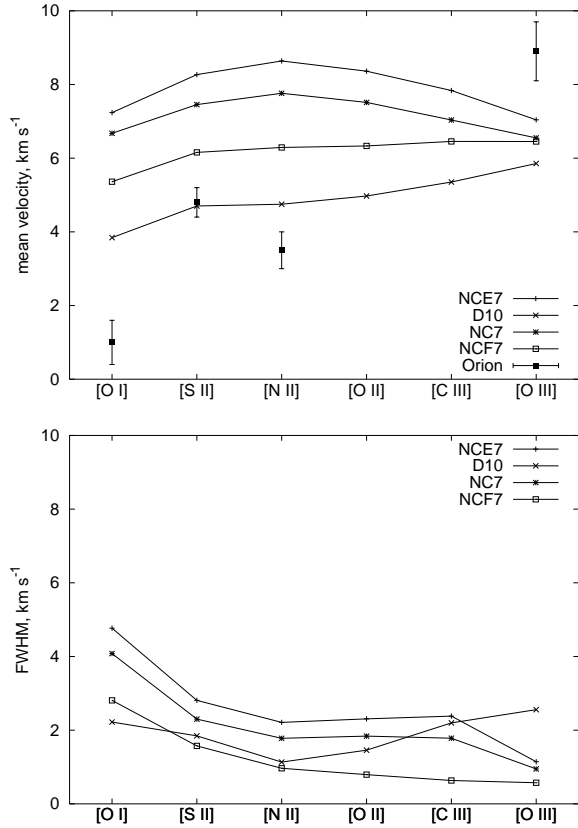 10
8
6
4
2
0
mean velocity, km s-1
NCE7
D10
NC7
NCF7
Orion
[O I] [S II] [N II] [O II] [C III] [O III]
10
8
6
4
2
0
FWHM, km s-1
NCE7
D10
NC7
NCF7
[O I] [S II] [N II] [O II] [C III] [O III]